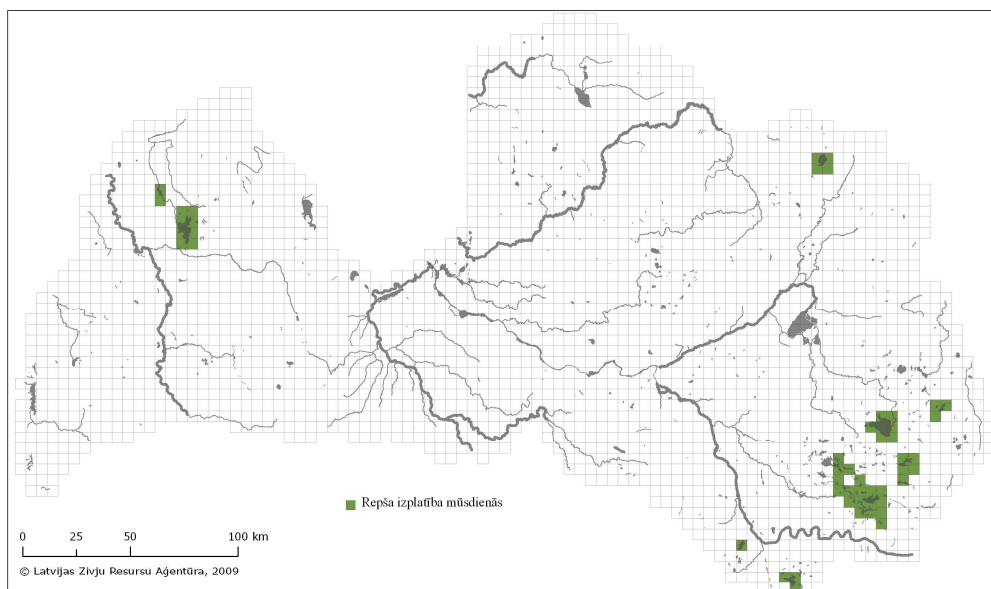 Repša izplatība mūsdienās
0 25 50 100 km
© Latvijas Zivju Resursu Aģentūra, 2009